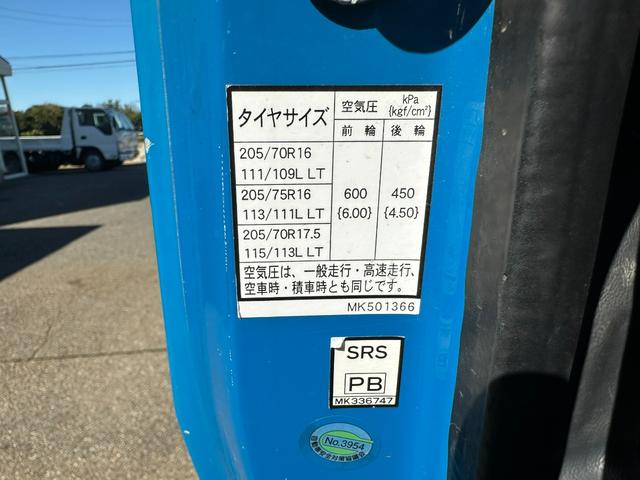 タイヤサイズ
空気圧 kPa {kgf/cm²}
前輪 後輪
205/70R16
111/109L LT
205/75R16 600 450
113/111L LT {6.00} {4.50}
205/70R17.5
115/113L LT
空気圧は、一般走行・高速走行、
空車時・積車時とも同じです。
MK501366
SRS
PB
MK336747
No.3954